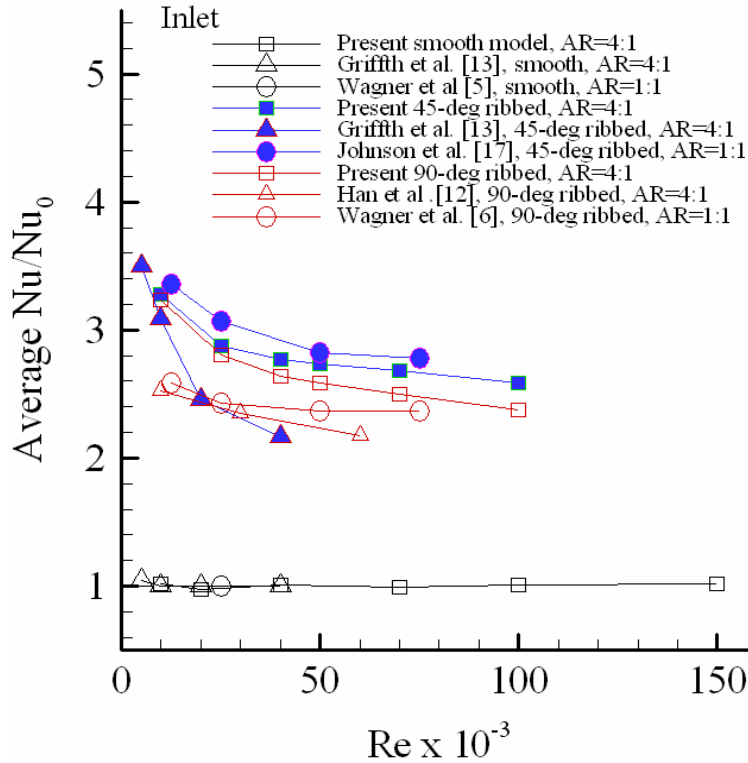 Inlet
Present smooth model, AR=4:1
Griffth et al. [13], smooth, AR=4:1
Wagner et al [5], smooth, AR=1:1
Present 45-deg ribbed, AR=4:1
Griffth et al. [13], 45-deg ribbed, AR=4:1
Johnson et al. [17], 45-deg ribbed, AR=1:1
Present 90-deg ribbed, AR=4:1
Han et al .[12], 90-deg ribbed, AR=4:1
Wagner et al. [6], 90-deg ribbed, AR=1:1
Average Nu/Nu₀
5
4
3
2
1
0
50
100
150
Re x 10⁻³